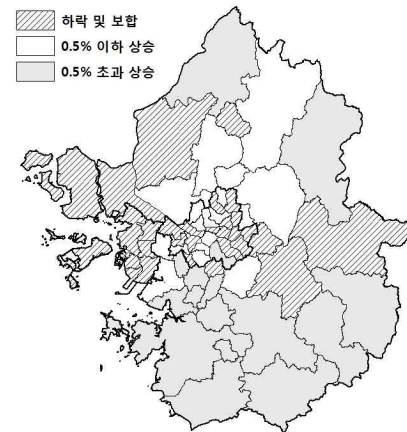 하락 및 보합
0.5% 이하 상승
0.5% 초과 상승